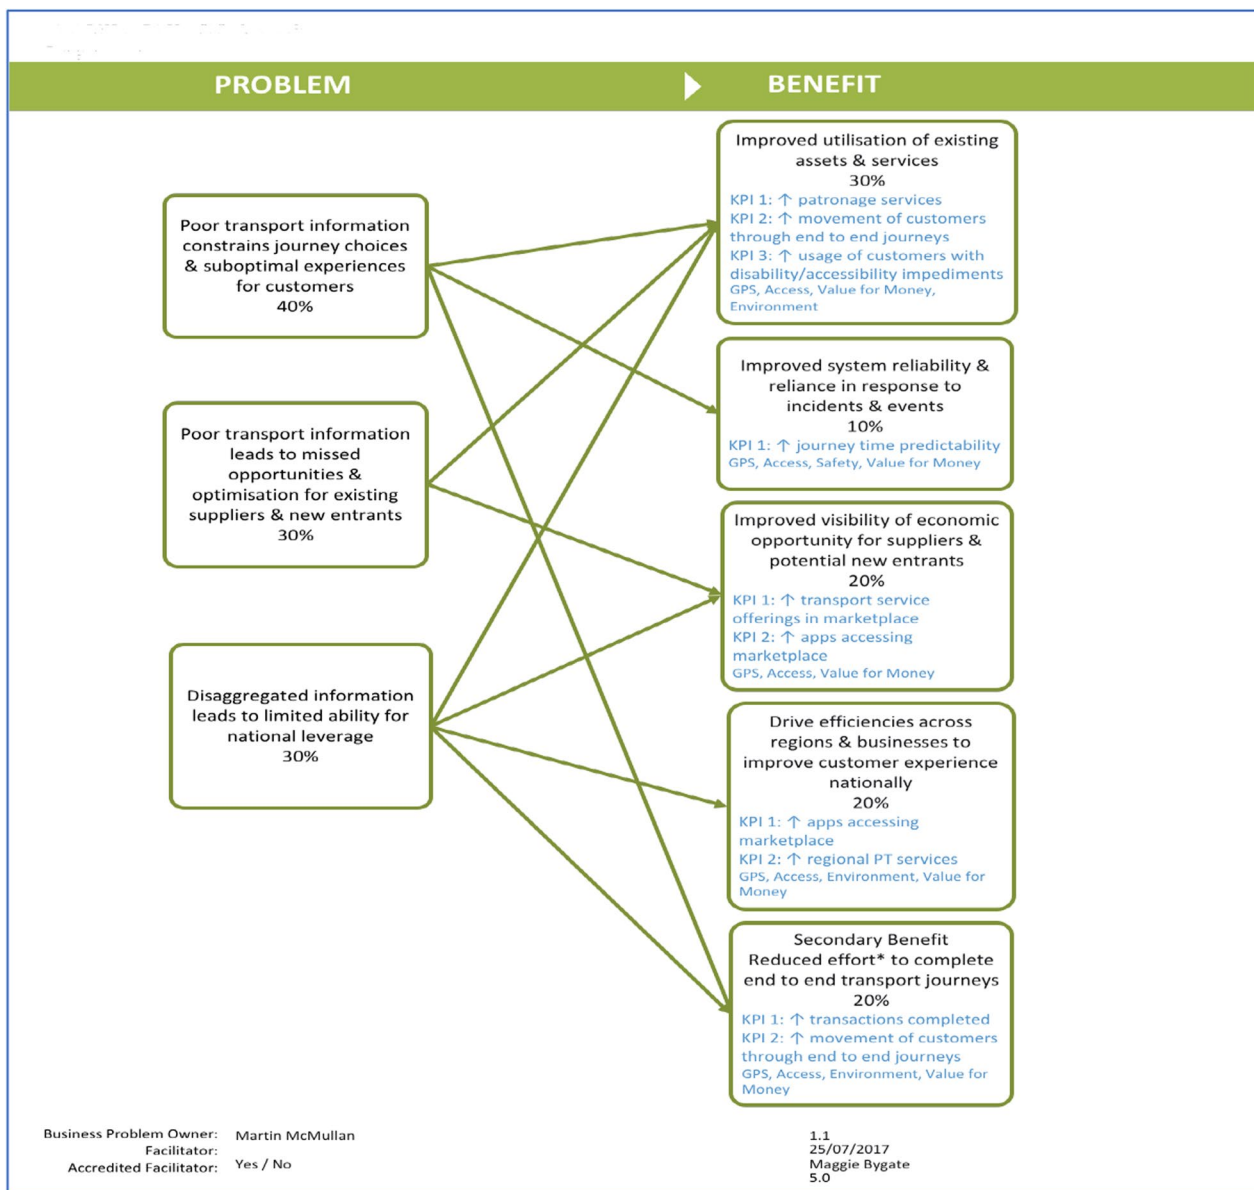 PROBLEM
BENEFIT
Poor transport information
constrains journey choices
& suboptimal experiences
for customers
40%
Poor transport information
leads to missed
opportunities &
optimisation for existing
suppliers & new entrants
30%
Disaggregated information
leads to limited ability for
national leverage
30%
Improved utilisation of existing
assets & services
30%
KPI 1: ↑ patronage services
KPI 2: ↑ movement of customers
through end to end journeys
KPI 3: ↑ usage of customers with
disability/accessibility impediments
GPS, Access, Value for Money,
Environment
Improved system reliability &
reliance in response to
incidents & events
10%
KPI 1: ↑ journey time predictability
GPS, Access, Safety, Value for Money
Improved visibility of economic
opportunity for suppliers &
potential new entrants
20%
KPI 1: ↑ transport service
offerings in marketplace
KPI 2: ↑ apps accessing
marketplace
GPS, Access, Value for Money
Drive efficiencies across
regions & businesses to
improve customer experience
nationally
20%
KPI 1: ↑ apps accessing
marketplace
KPI 2: ↑ regional PT services
GPS, Access, Environment, Value for
Money
Secondary Benefit
Reduced effort* to complete
end to end transport journeys
20%
KPI 1: ↑ transactions completed
KPI 2: ↑ movement of customers
through end to end journeys
GPS, Access, Environment, Value for
Money
Business Problem Owner: Martin McMullan
Facilitator:
Accredited Facilitator: Yes / No
1.1
25/07/2017
Maggie Bygate
5.0